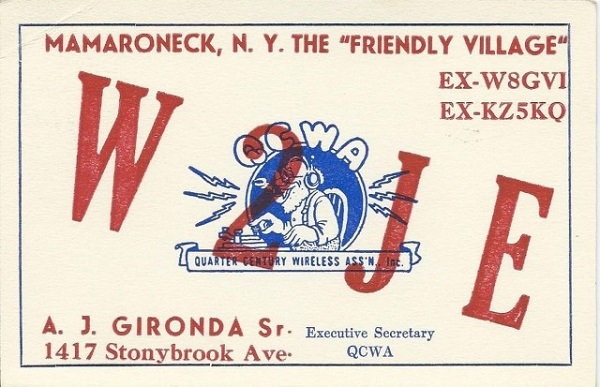 MAMARONECK, N. Y. THE "FRIENDLY VILLAGE"
EX-W8GVI
EX-KZ5KQ
W2JE
QCWA
QUARTER CENTURY WIRELESS ASS'N., Inc.
A. J. GIRONDA Sr.
1417 Stonybrook Ave.
Executive Secretary
QCWA